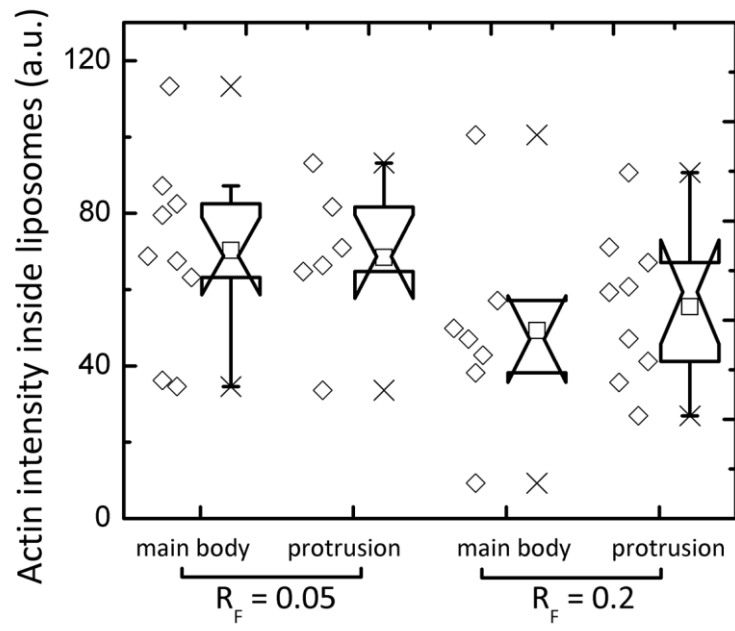 Actin intensity inside liposomes (a.u.)
120
80
40
0
main body protrusion main body protrusion
R_F = 0.05 R_F = 0.2